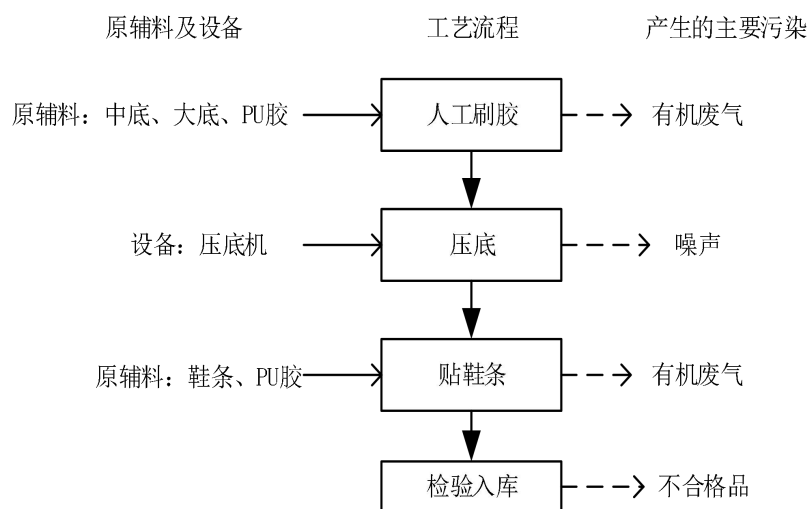 原辅料及设备 工艺流程 产生的主要污染
原辅料：中底、大底、PU胶 人工刷胶 有机废气
设备：压底机 压底 噪声
原辅料：鞋条、PU胶 贴鞋条 有机废气
检验入库 不合格品